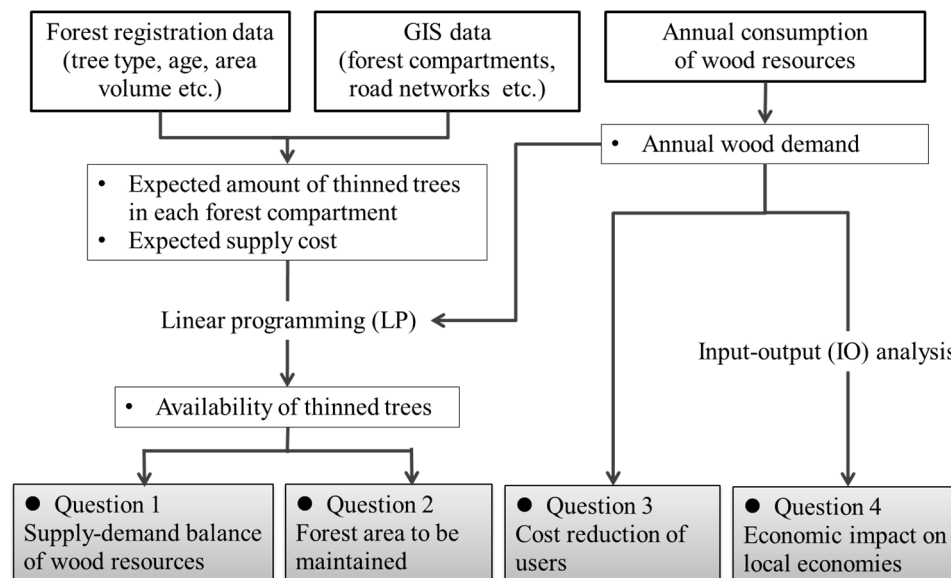 Forest registration data
(tree type, age, area
volume etc.)
GIS data
(forest compartments,
road networks etc.)
Annual consumption
of wood resources
• Annual wood demand
• Expected amount of thinned trees
in each forest compartment
• Expected supply cost
Linear programming (LP)
Input-output (IO) analysis
• Availability of thinned trees
● Question 1
Supply-demand balance
of wood resources
● Question 2
Forest area to be
maintained
● Question 3
Cost reduction of
users
● Question 4
Economic impact on
local economies